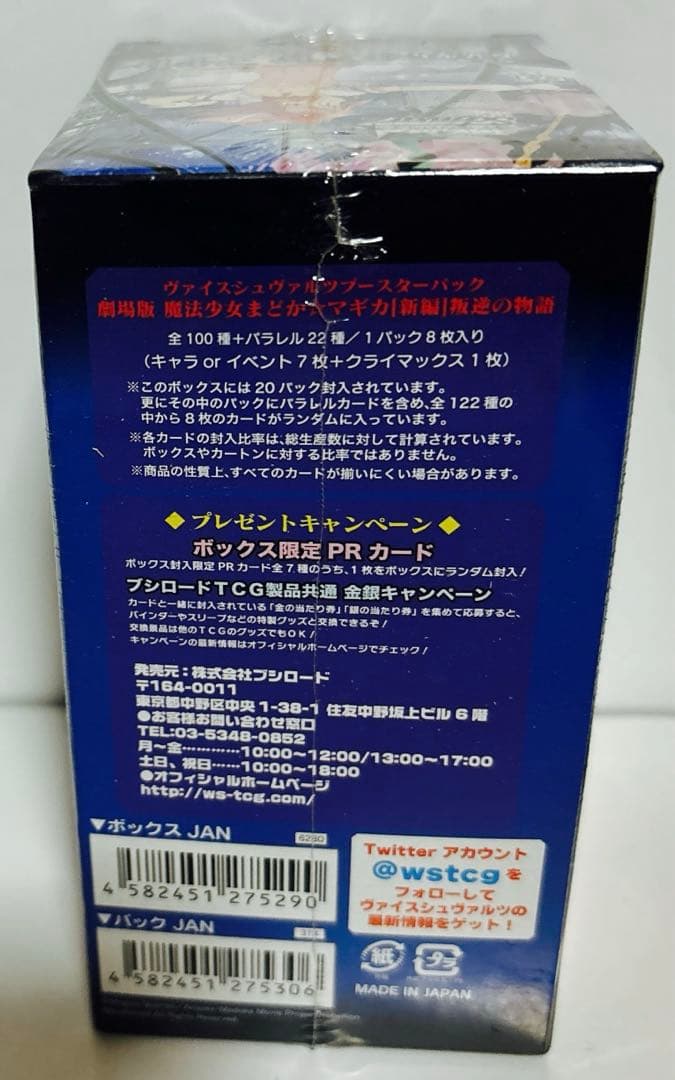 ヴァイスシュヴァルツブースターパック
劇場版 魔法少女まどか☆マギカ[新編]叛逆の物語
全100種+パラレル22種/1パック8枚入り
(キャラ or イベント7枚+クライマックス1枚)
※このボックスには20パック封入されています。
更にその中のパックにパラレルカードを含め、全122種の
中から8枚のカードがランダムに入っています。
※各カードの封入比率は、総生産数に対して計算されています。
ボックスやカートンに対する比率ではありません。
※商品の性質上、すべてのカードが揃いにくい場合があります。
◆プレゼントキャンペーン◆
ボックス限定PRカード
ボックス封入限定PRカード全7種のうち、1枚をボックスにランダム封入!
ブシロードTCG製品共通 金銀キャンペーン
カードと一緒に封入されている「金の当たり券」「銀の当たり券」を集めて応募すると、
バインダーやスリーブなどの特製グッズと交換できるぞ!
交換景品は他のTCGのグッズでもOK!
キャンペーンの最新情報はオフィシャルホームページでチェック!
発売元:株式会社ブシロード
〒164-0011
東京都中野区中央1-38-1 住友中野坂上ビル6階
●お客様お問い合わせ窓口
TEL:03-5348-0852
月〜金…………10:00〜12:00/13:00〜17:00
土日、祝日……10:00〜18:00
●オフィシャルホームページ
http://ws-tcg.com/
▼ボックス JAN
6280
4 582451 275290
▼パック JAN
4 582451 275306
Twitter アカウント
@wstcgを
フォローして
ヴァイスシュヴァルツの
最新情報をゲット!
紙
プラ
MADE IN JAPAN